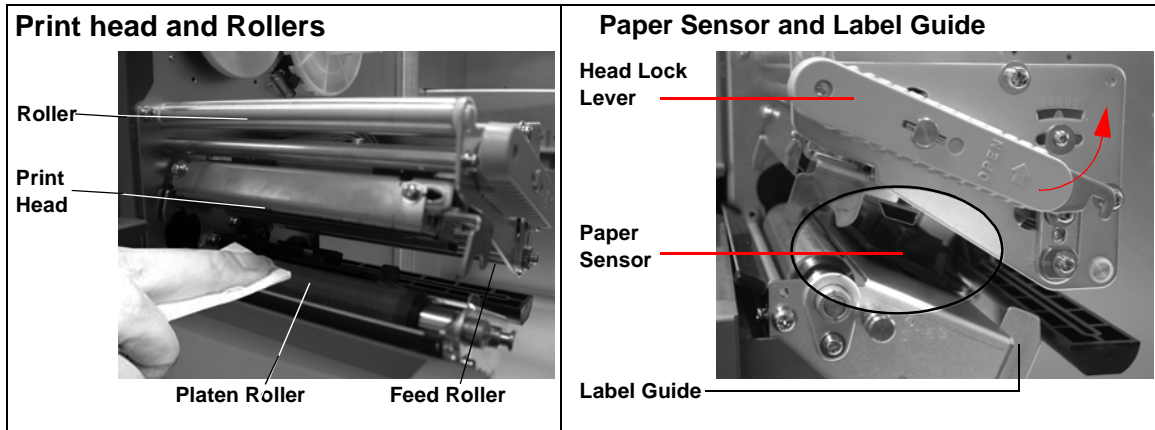 Print head and Rollers
Roller
Print
Head
Platen Roller
Feed Roller
Paper Sensor and Label Guide
Head Lock
Lever
OPEN
Paper
Sensor
Label Guide